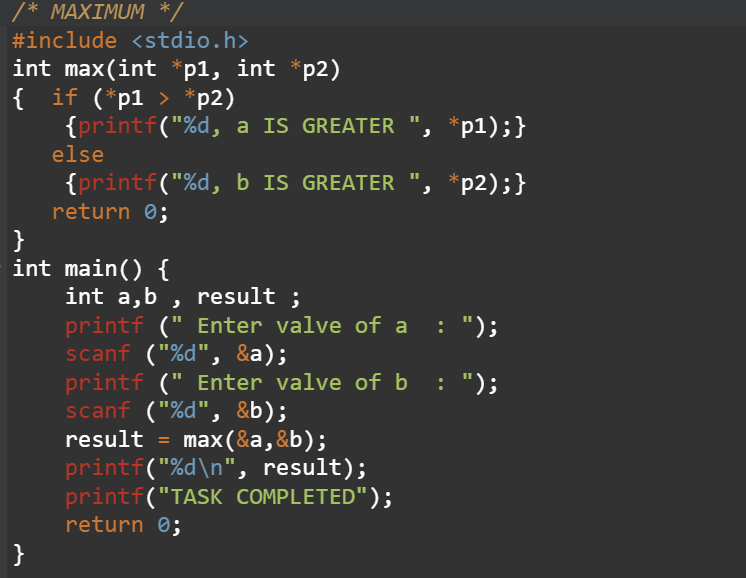 /* MAXIMUM */
#include <stdio.h>
int max(int *p1, int *p2)
{  if (*p1 > *p2)
    {printf("%d, a IS GREATER ", *p1);}
   else
    {printf("%d, b IS GREATER ", *p2);}
   return 0;
}
int main() {
    int a,b , result ;
    printf (" Enter valve of a  : ");
    scanf ("%d", &a);
    printf (" Enter valve of b  : ");
    scanf ("%d", &b);
    result = max(&a,&b);
    printf("%d\n", result);
    printf("TASK COMPLETED");
    return 0;
}